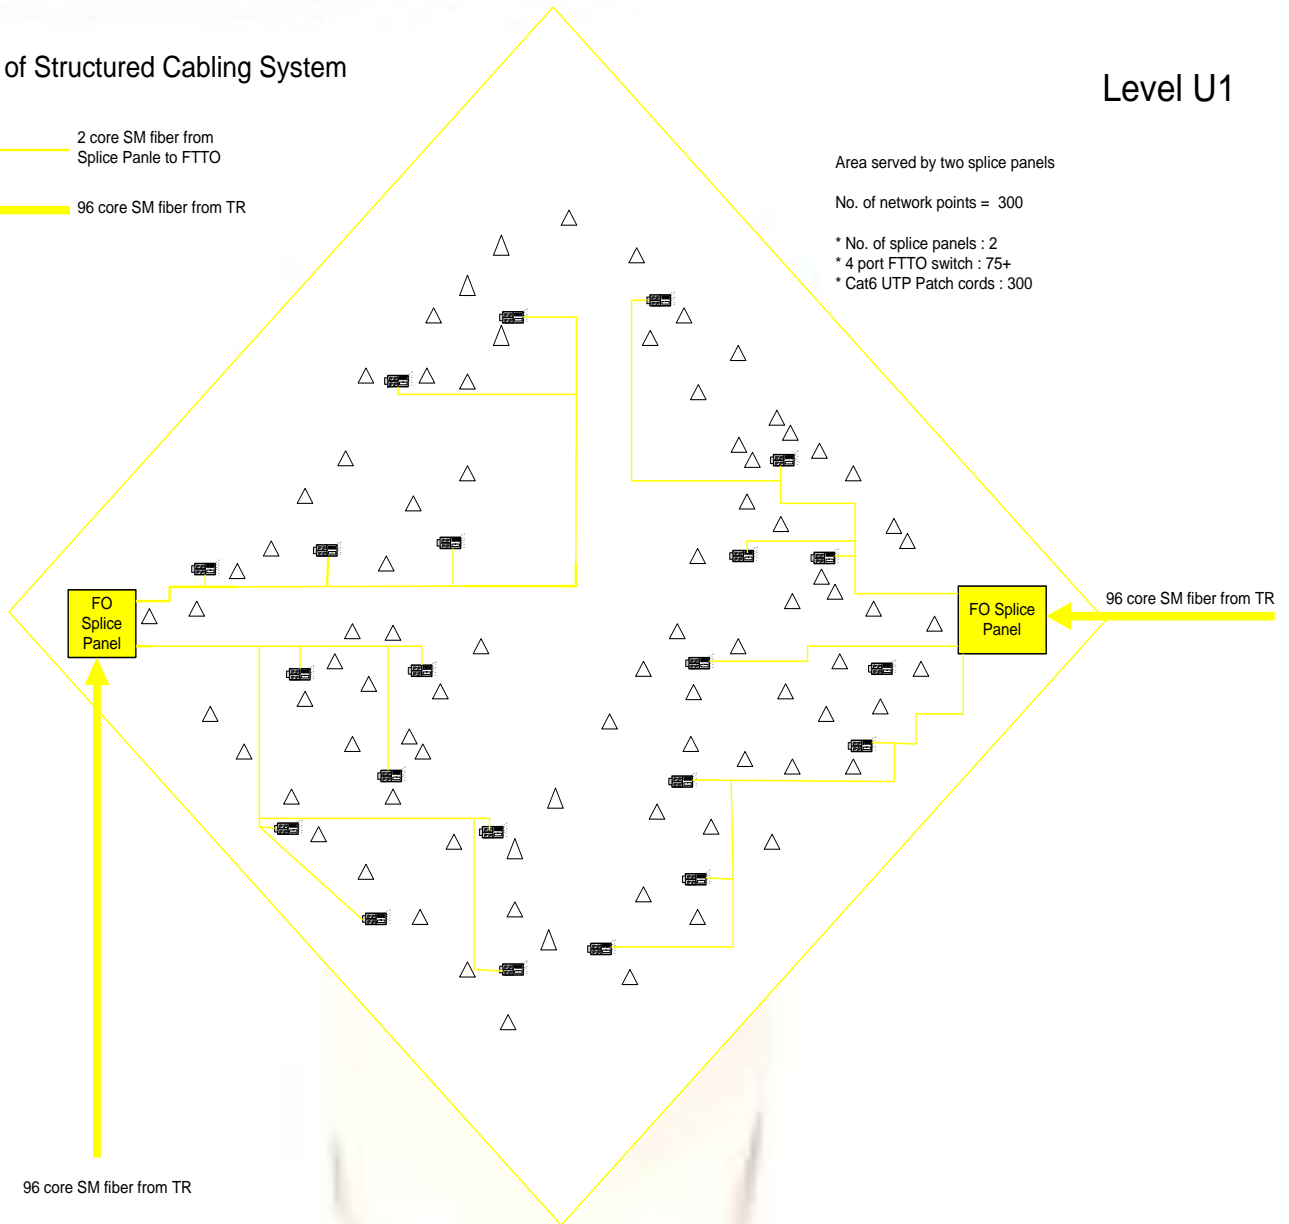 of Structured Cabling System
Level U1
2 core SM fiber from
Splice Panle to FTTO
96 core SM fiber from TR
Area served by two splice panels
No. of network points = 300
* No. of splice panels : 2
* 4 port FTTO switch : 75+
* Cat6 UTP Patch cords : 300
FO
Splice
Panel
FO Splice
Panel
96 core SM fiber from TR
96 core SM fiber from TR